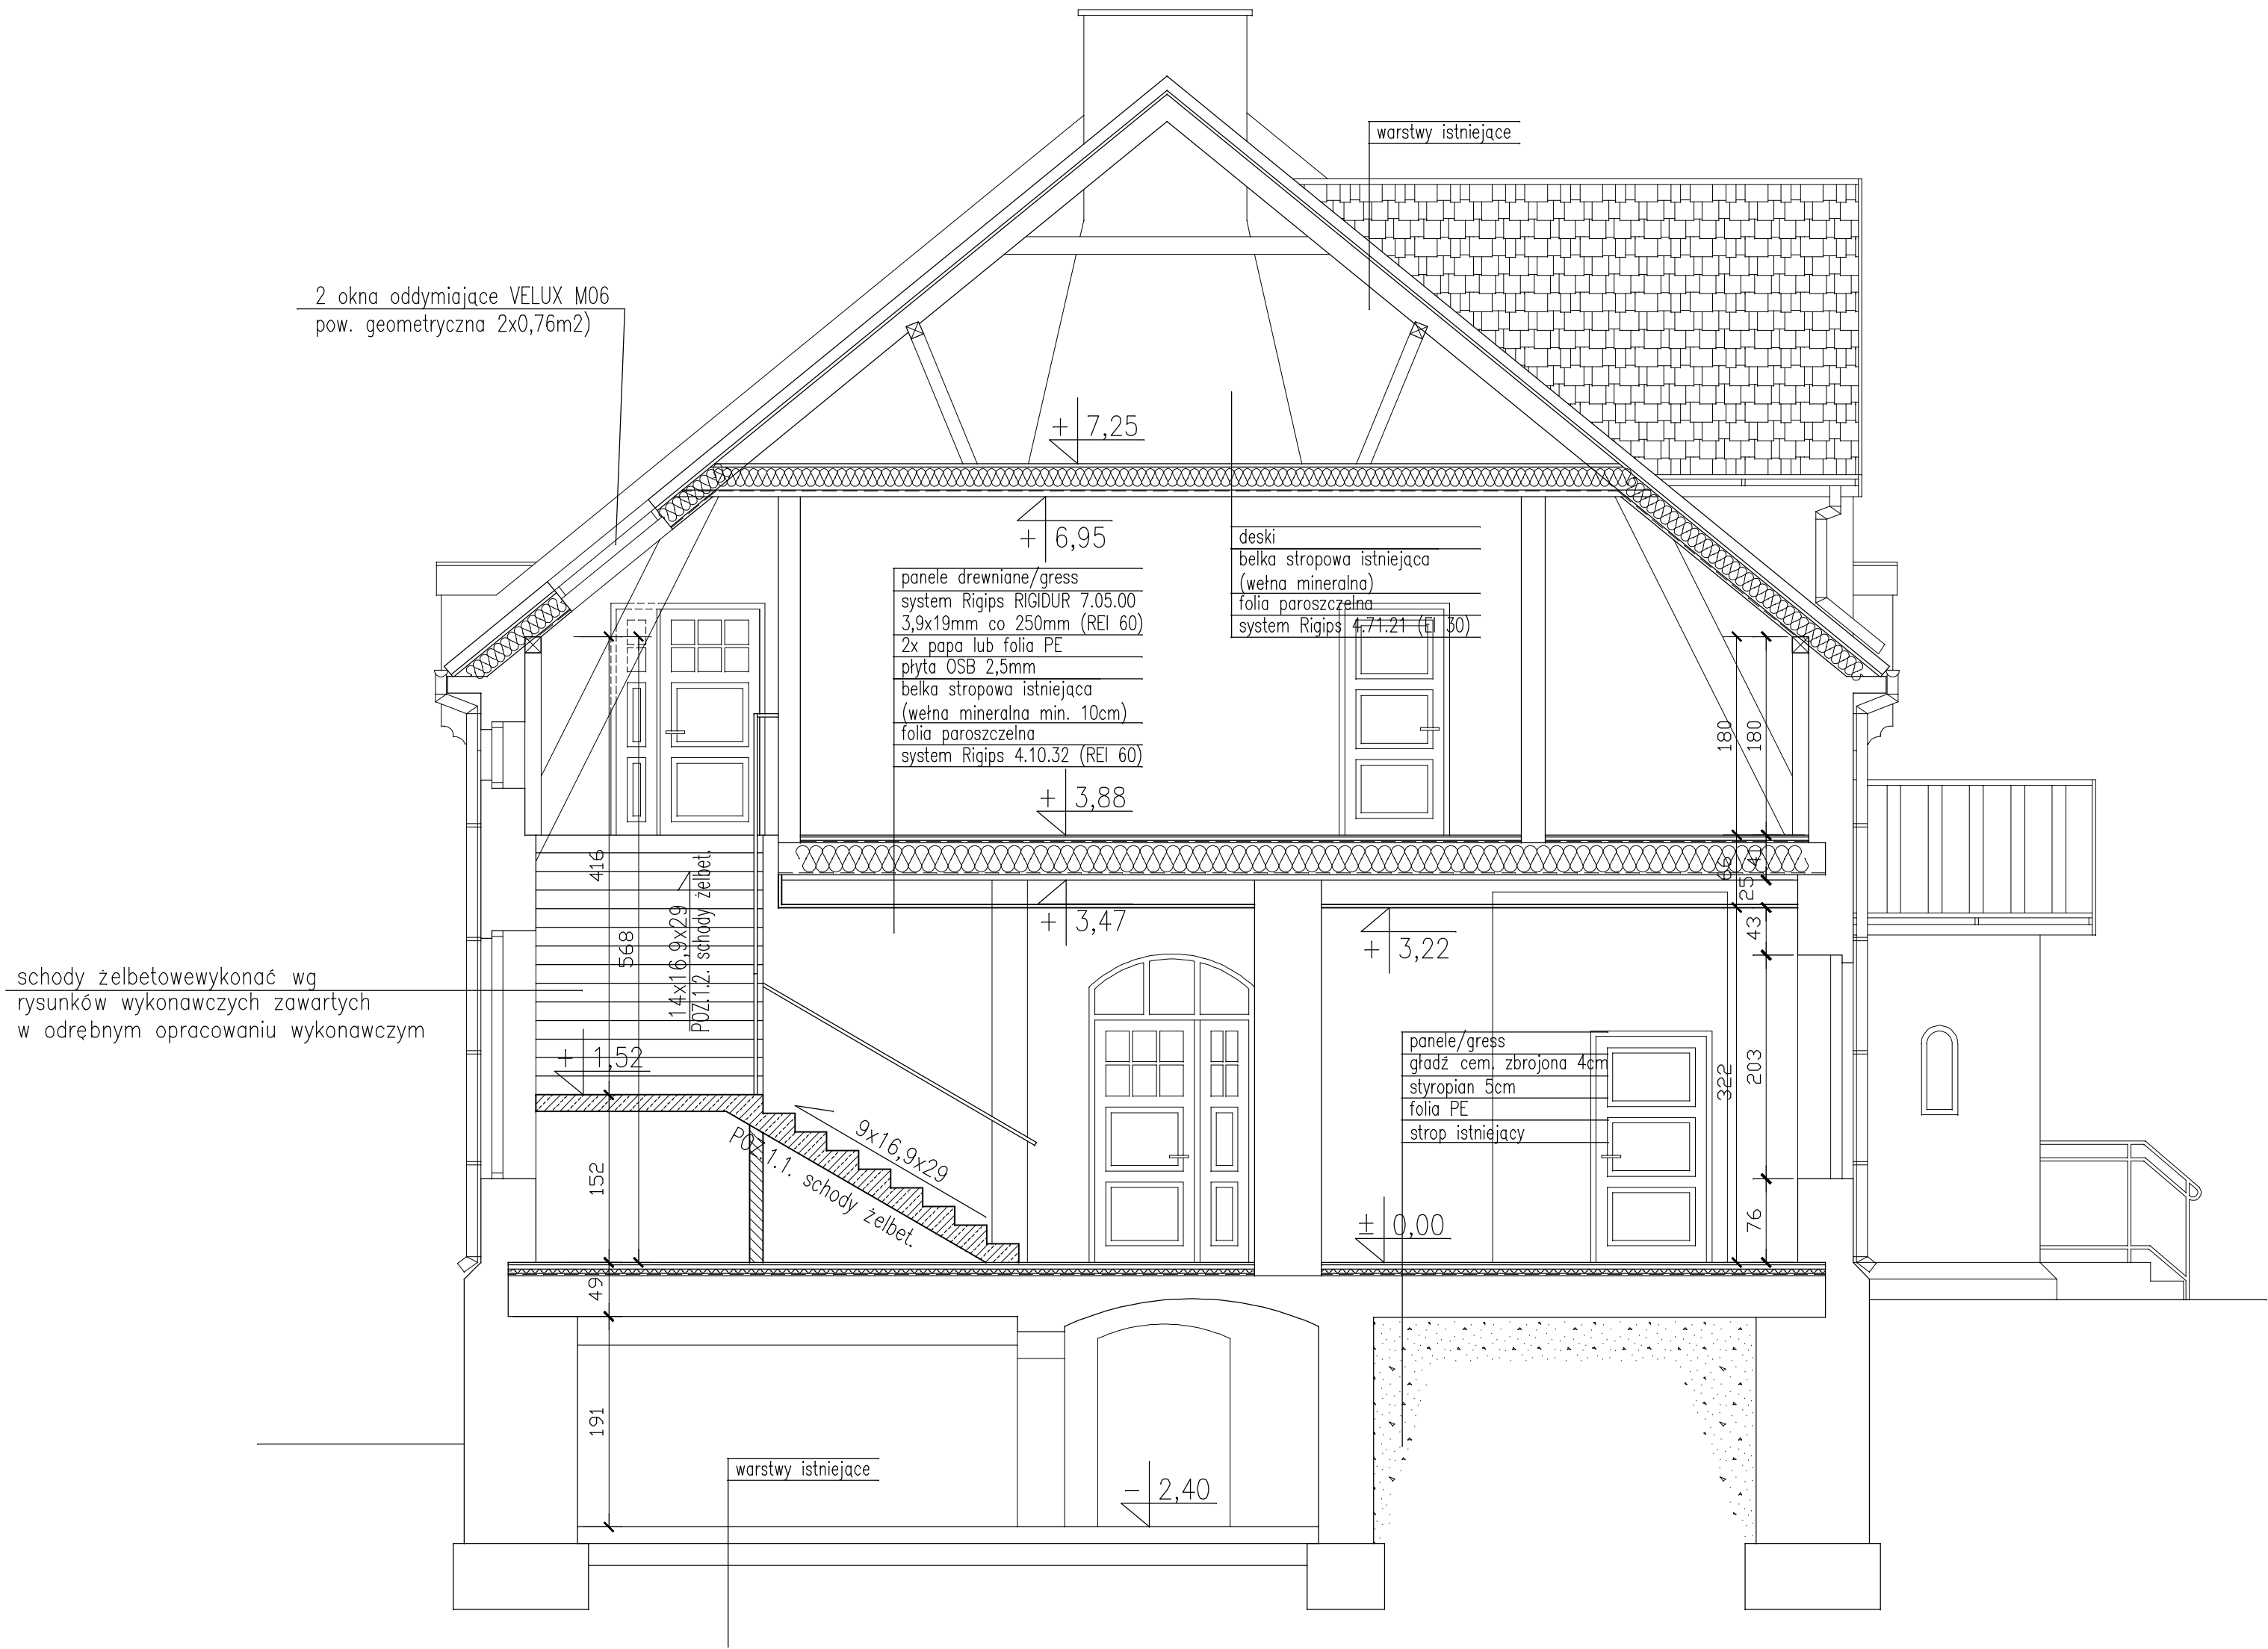 warstwy istniejące
2 okna oddymiające VELUX M06
pow. geometryczna 2x0,76m2)
+ 7,25
+ 6,95
deski
belka stropowa istniejąca
(wełna mineralna)
folia paroszczelna
system Rigips 4.71.21 (EI 30)
panele drewniane/gress
system Rigips RIGIDUR 7.05.00
3,9x19mm co 250mm (REI 60)
2x papa lub folia PE
płyta OSB 2,5mm
belka stropowa istniejąca
(wełna mineralna min. 10cm)
folia paroszczelna
system Rigips 4.10.32 (REI 60)
+ 3,88
180
180
416
568
14x16,9x29
POZ.1.2. schody żelbet.
66
41
25
43
+ 3,47
+ 3,22
schody żelbetowewykonać wg
rysunków wykonawczych zawartych
w odrębnym opracowaniu wykonawczym
+ 1,52
panele/gress
gładź cem. zbrojona 4cm
styropian 5cm
folia PE
strop istniejący
322
203
9x16,9x29
POZ.1.1. schody żelbet.
152
76
± 0,00
49
191
warstwy istniejące
- 2,40